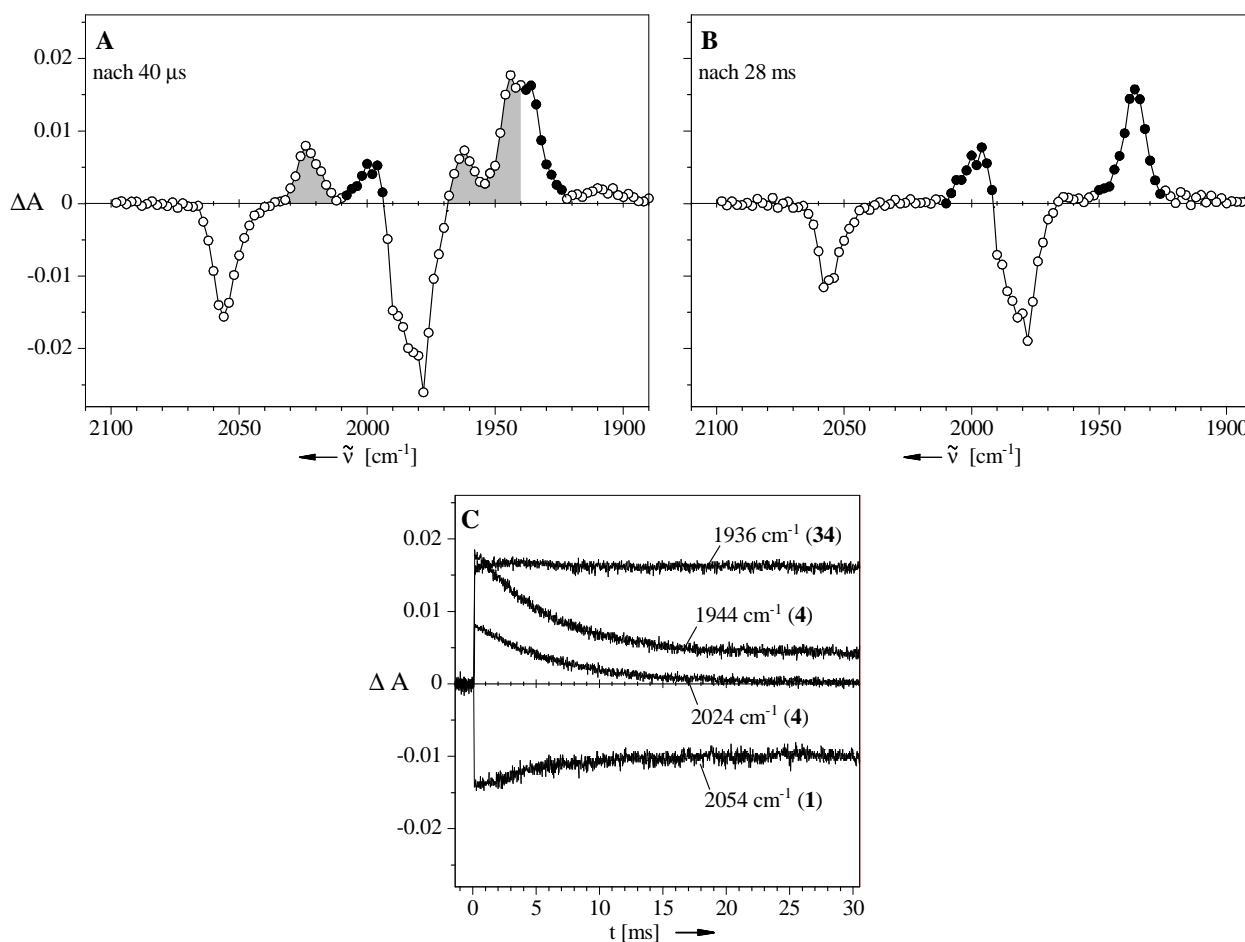 A
nach 40 µs
0.02
0.01
ΔA
0
-0.01
-0.02
2100 2050 2000 1950 1900
ν̃ [cm⁻¹]
B
nach 28 ms
2100 2050 2000 1950 1900
ν̃ [cm⁻¹]
C
0.02
0.01
Δ A
0
-0.01
-0.02
1936 cm⁻¹ (34)
1944 cm⁻¹ (4)
2024 cm⁻¹ (4)
2054 cm⁻¹ (1)
0 5 10 15 20 25 30
t [ms]